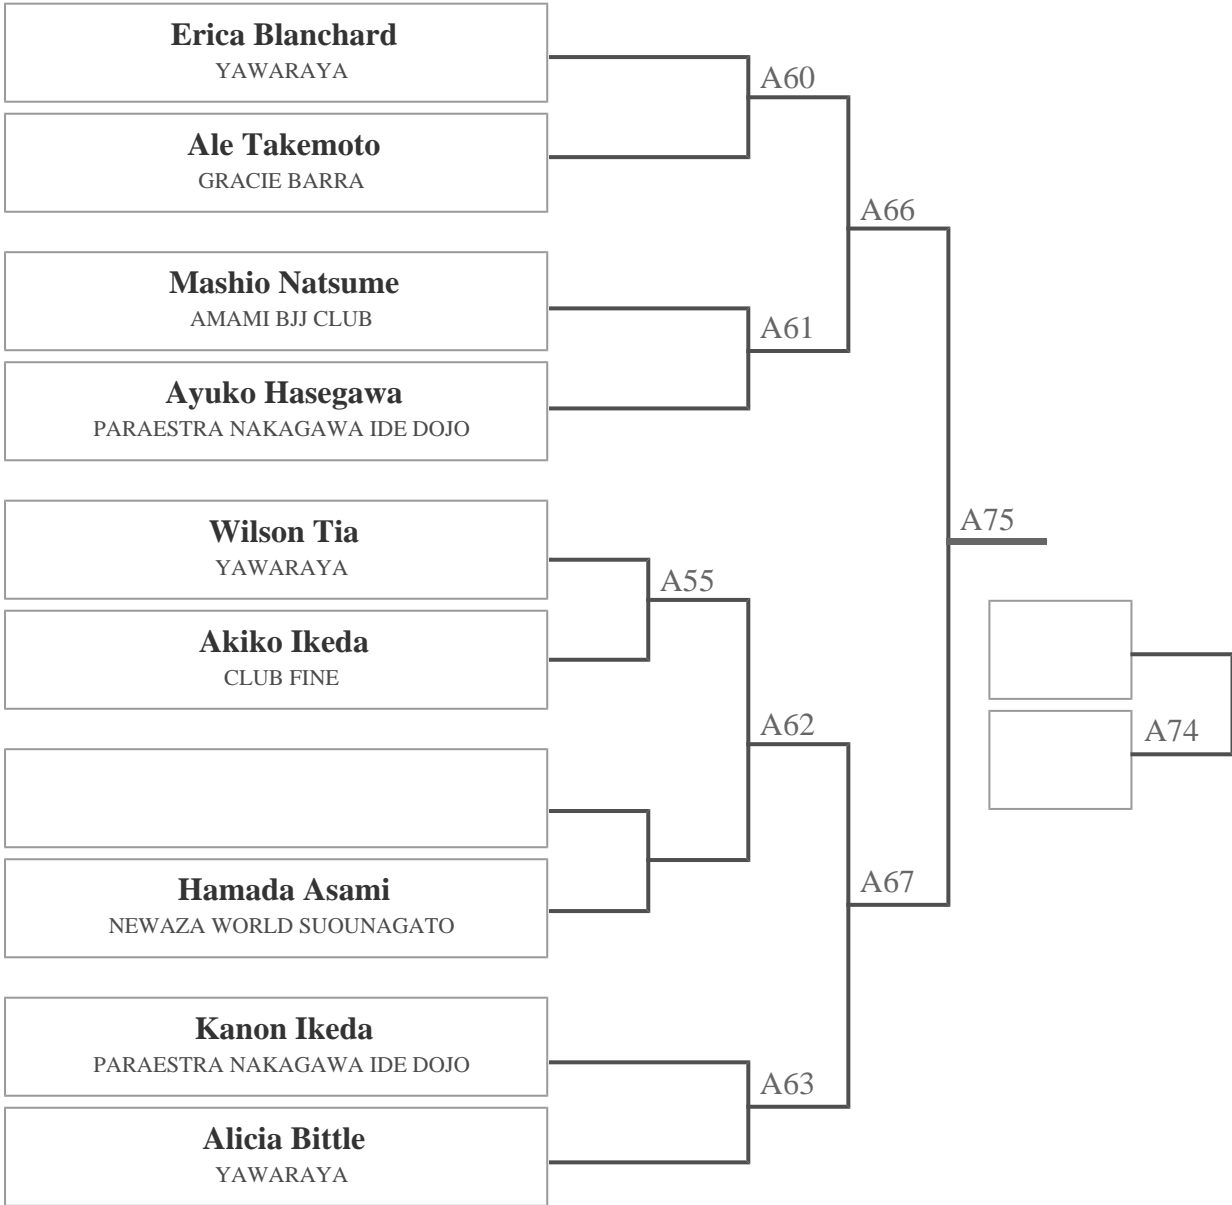 Erica Blanchard
YAWARAYA
A60
Ale Takemoto
GRACIE BARRA
A66
Mashio Natsume
AMAMI BJJ CLUB
A61
Ayuko Hasegawa
PARAESTRA NAKAGAWA IDE DOJO
Wilson Tia
YAWARAYA
A75
A55
Akiko Ikeda
CLUB FINE
A62
A74
Hamada Asami
NEWAZA WORLD SUOUNAGATO
A67
Kanon Ikeda
PARAESTRA NAKAGAWA IDE DOJO
A63
Alicia Bittle
YAWARAYA